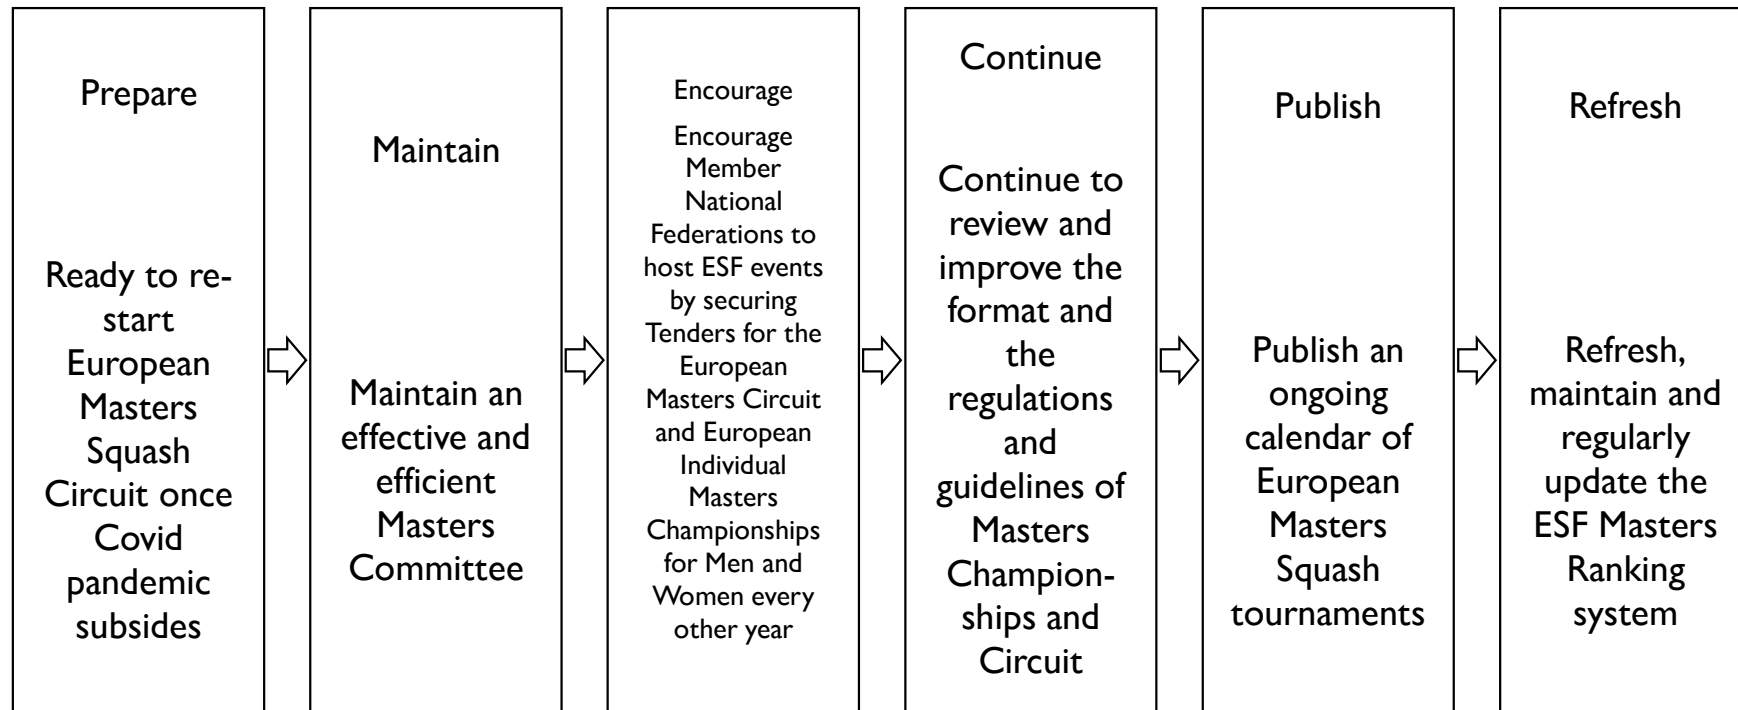 Prepare
Ready to re-
start
European
Masters
Squash
Circuit once
Covid
pandemic
subsides
Maintain
Maintain an
effective and
efficient
Masters
Committee
Encourage
Encourage
Member
National
Federations to
host ESF events
by securing
Tenders for the
European
Masters Circuit
and European
Individual
Masters
Championships
for Men and
Women every
other year
Continue
Continue to
review and
improve the
format and
the
regulations
and
guidelines of
Masters
Champion-
ships and
Circuit
Publish
Publish an
ongoing
calendar of
European
Masters
Squash
tournaments
Refresh
Refresh,
maintain and
regularly
update the
ESF Masters
Ranking
system